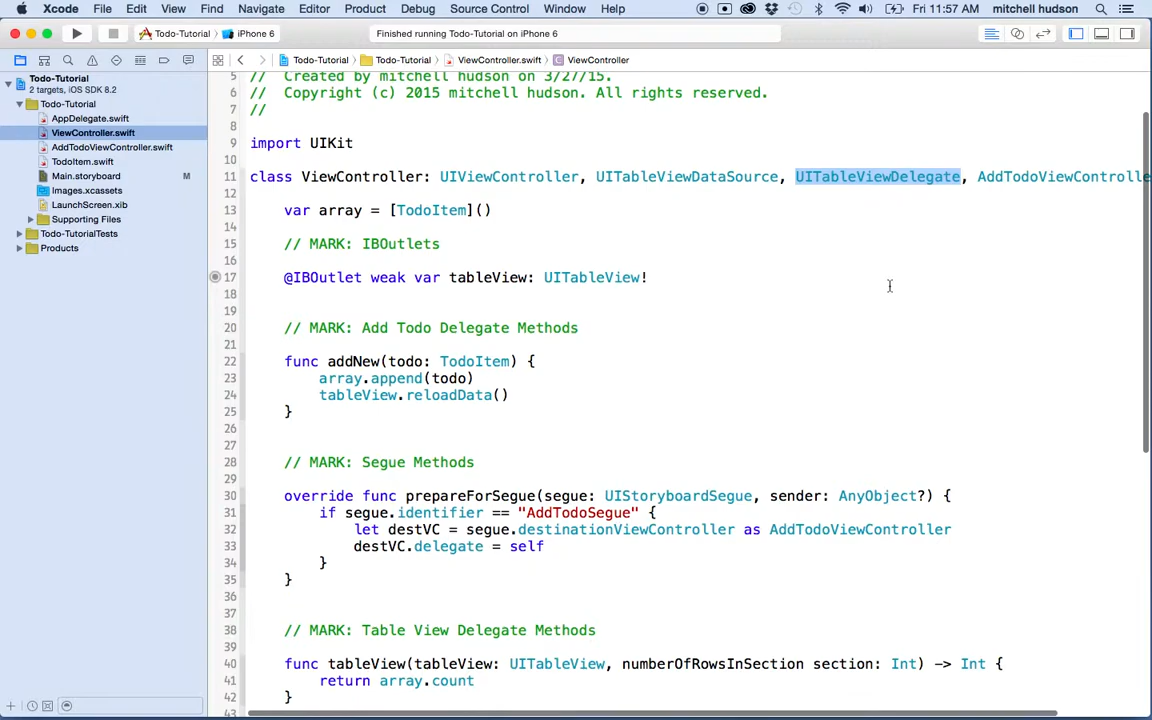 Xcode File Edit View Find Navigate Editor Product Debug Source Control Window Help Fri 11:57 AM mitchell hudson
Todo-Tutorial iPhone 6 Finished running Todo-Tutorial on iPhone 6
Todo-Tutorial Todo-Tutorial ViewController.swift C ViewController
Todo-Tutorial
2 targets, iOS SDK 8.2
Todo-Tutorial
AppDelegate.swift
ViewController.swift
AddTodoViewController.swift
TodoItem.swift
Main.storyboard M
Images.xcassets
LaunchScreen.xib
Supporting Files
Todo-TutorialTests
Products
5 // Created by mitchell hudson on 3/27/15.
6 // Copyright (c) 2015 mitchell hudson. All rights reserved.
7 //
8
9 import UIKit
10
11 class ViewController: UIViewController, UITableViewDataSource, UITableViewDelegate, AddTodoViewControlle
12
13 var array = [TodoItem]()
14
15 // MARK: IBOutlets
16
17 @IBOutlet weak var tableView: UITableView!
18
19
20 // MARK: Add Todo Delegate Methods
21
22 func addNew(todo: TodoItem) {
23 array.append(todo)
24 tableView.reloadData()
25 }
26
27
28 // MARK: Segue Methods
29
30 override func prepareForSegue(segue: UIStoryboardSegue, sender: AnyObject?) {
31 if segue.identifier == "AddTodoSegue" {
32 let destVC = segue.destinationViewController as AddTodoViewController
33 destVC.delegate = self
34 }
35 }
36
37
38 // MARK: Table View Delegate Methods
39
40 func tableView(tableView: UITableView, numberOfRowsInSection section: Int) -> Int {
41 return array.count
42 }
43